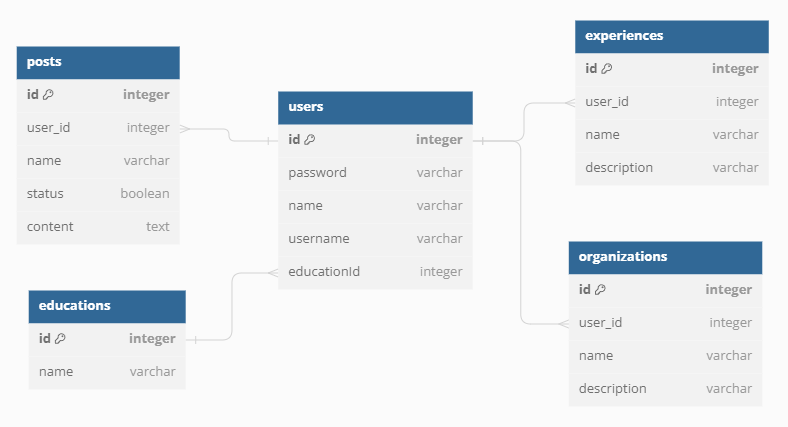 posts
id integer
user_id integer
name varchar
status boolean
content text
educations
id integer
name varchar
users
id integer
password varchar
name varchar
username varchar
educationId integer
experiences
id integer
user_id integer
name varchar
description varchar
organizations
id integer
user_id integer
name varchar
description varchar